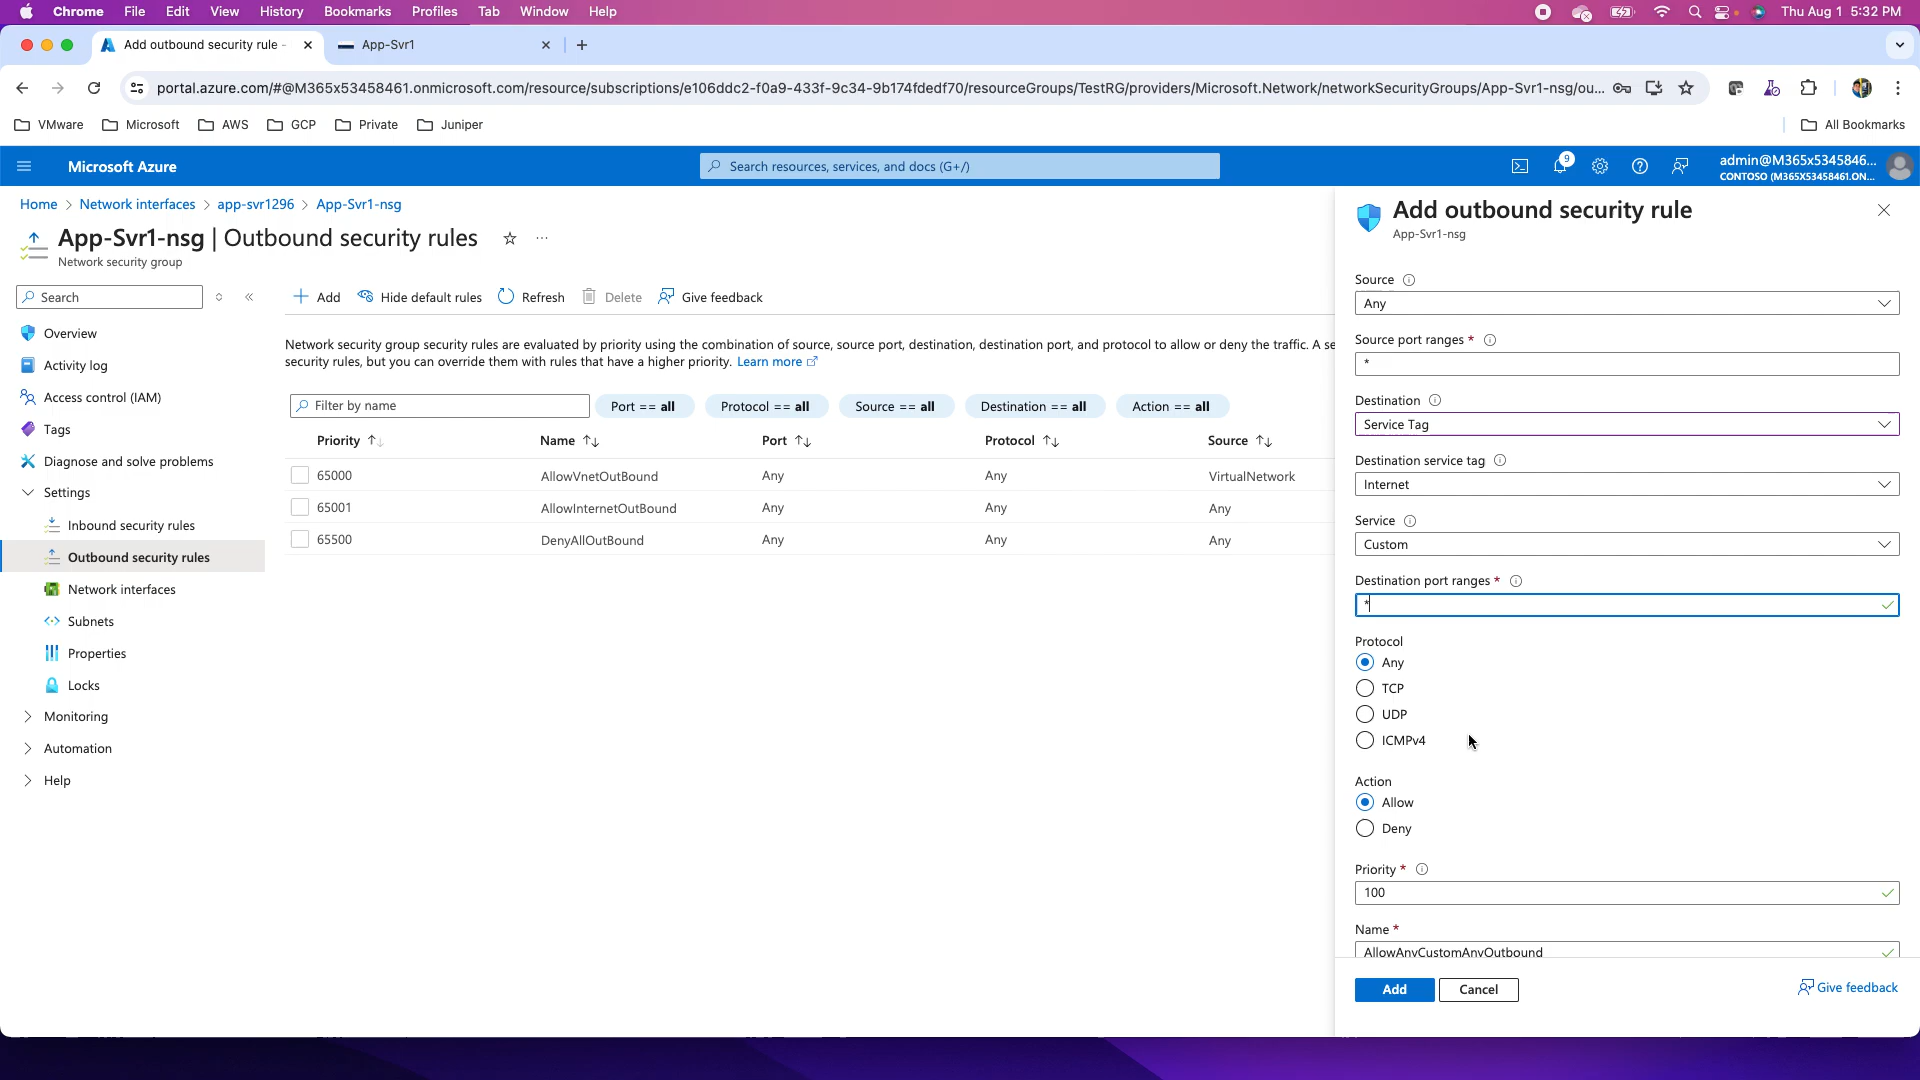 Chrome File Edit View History Bookmarks Profiles Tab Window Help Thu Aug 1 5:32 PM
Add outbound security rule - App-Svr1
portal.azure.com/#@M365x53458461.onmicrosoft.com/resource/subscriptions/e106ddc2-f0a9-433f-9c34-9b174fdedf70/resourceGroups/TestRG/providers/Microsoft.Network/networkSecurityGroups/App-Svr1-nsg/ou...
VMware Microsoft AWS GCP Private Juniper All Bookmarks
Microsoft Azure Search resources, services, and docs (G+/) 9 admin@M365x5345846...
CONTOSO (M365X53458461.ON...
Home > Network interfaces > app-svr1296 > App-Svr1-nsg
App-Svr1-nsg | Outbound security rules
Network security group
Search
Overview
Activity log
Access control (IAM)
Tags
Diagnose and solve problems
Settings
Inbound security rules
Outbound security rules
Network interfaces
Subnets
Properties
Locks
Monitoring
Automation
Help
Add Hide default rules Refresh Delete Give feedback
Network security group security rules are evaluated by priority using the combination of source, source port, destination, destination port, and protocol to allow or deny the traffic. A se
security rules, but you can override them with rules that have a higher priority. Learn more
Filter by name Port == all Protocol == all Source == all Destination == all Action == all
Priority Name Port Protocol Source
65000 AllowVnetOutBound Any Any VirtualNetwork
65001 AllowInternetOutBound Any Any Any
65500 DenyAllOutBound Any Any Any
Add outbound security rule
App-Svr1-nsg
Source
Any
Source port ranges *
*
Destination
Service Tag
Destination service tag
Internet
Service
Custom
Destination port ranges *
*
Protocol
Any
TCP
UDP
ICMPv4
Action
Allow
Deny
Priority *
100
Name *
AllowAnyCustomAnyOutbound
Add Cancel Give feedback